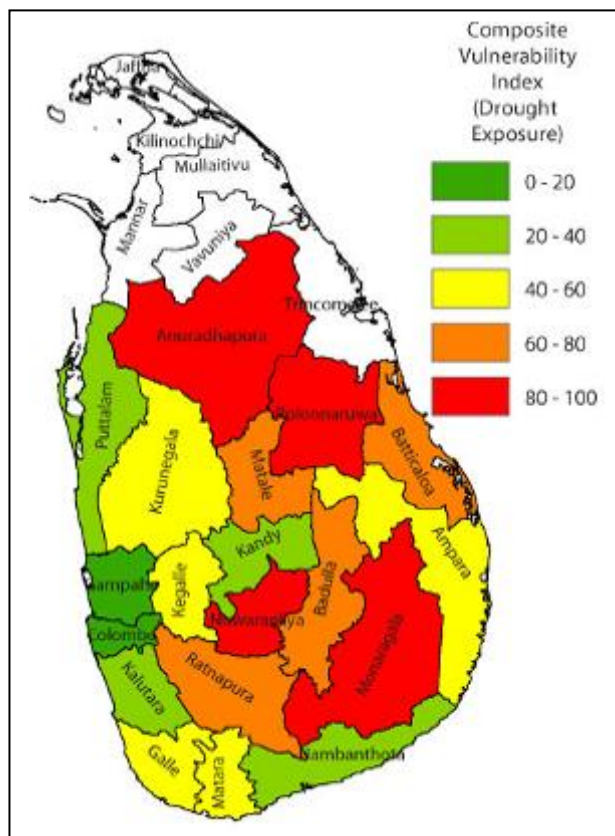 Composite
Vulnerability
Index
(Drought
Exposure)
0 - 20
20 - 40
40 - 60
60 - 80
80 - 100
Jaffna
Kilinochchi
Mullaitivu
Mannar
Vavuniya
Trincomalee
Anuradhapura
Puttalam
Polonnaruwa
Batticaloa
Kurunegala
Matale
Ampara
Kandy
Gampaha
Kegalle
Badulla
Nuwaraeliya
Colombo
Monaragala
Ratnapura
Kalutara
Hambanthota
Galle
Matara